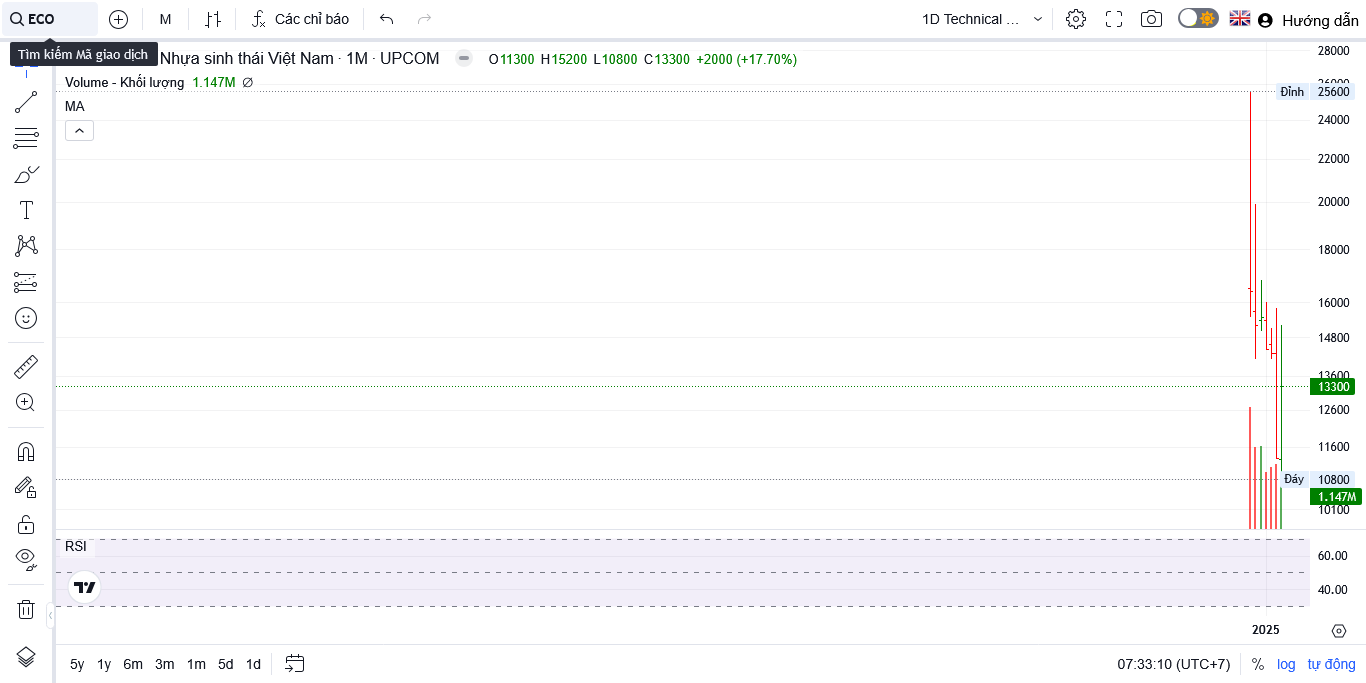 ECO
M
Các chỉ báo
1D Technical ...
Hướng dẫn
Tìm kiếm Mã giao dịch
Nhựa sinh thái Việt Nam · 1M · UPCOM
O11300 H15200 L10800 C13300 +2000 (+17.70%)
Volume - Khối lượng 1.147M ∅
MA
28000
26000
Đỉnh 25600
24000
22000
20000
18000
16000
14800
13600
13300
12600
11600
Đáy 10800
1.147M
10100
RSI
60.00
40.00
2025
5y 1y 6m 3m 1m 5d 1d
07:33:10 (UTC+7) % log tự động